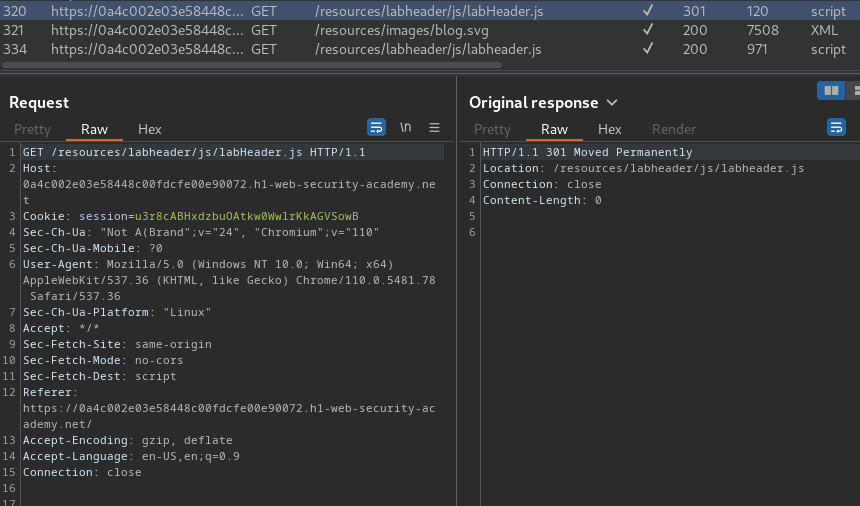 320 https://0a4c002e03e58448c... GET /resources/labheader/js/labHeader.js ✓ 301 120 script
321 https://0a4c002e03e58448c... GET /resources/images/blog.svg ✓ 200 7508 XML
334 https://0a4c002e03e58448c... GET /resources/labheader/js/labheader.js ✓ 200 971 script
Request
Pretty Raw Hex \n
1 GET /resources/labheader/js/labHeader.js HTTP/1.1
2 Host:
0a4c002e03e58448c00fdcfe00e90072.h1-web-security-academy.ne
t
3 Cookie: session=u3r8cABHxdzbuOAtkw0WwlrKkAGVSowB
4 Sec-Ch-Ua: "Not A(Brand";v="24", "Chromium";v="110"
5 Sec-Ch-Ua-Mobile: ?0
6 User-Agent: Mozilla/5.0 (Windows NT 10.0; Win64; x64)
AppleWebKit/537.36 (KHTML, like Gecko) Chrome/110.0.5481.78
Safari/537.36
7 Sec-Ch-Ua-Platform: "Linux"
8 Accept: */*
9 Sec-Fetch-Site: same-origin
10 Sec-Fetch-Mode: no-cors
11 Sec-Fetch-Dest: script
12 Referer:
https://0a4c002e03e58448c00fdcfe00e90072.h1-web-security-ac
ademy.net/
13 Accept-Encoding: gzip, deflate
14 Accept-Language: en-US,en;q=0.9
15 Connection: close
16
17
Original response
Pretty Raw Hex Render
1 HTTP/1.1 301 Moved Permanently
2 Location: /resources/labheader/js/labheader.js
3 Connection: close
4 Content-Length: 0
5
6